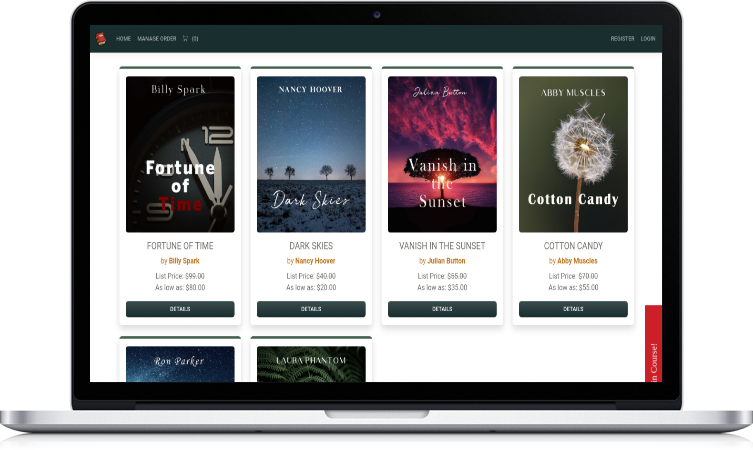 HOME MANAGE ORDER (0) REGISTER LOGIN
Billy Spark
12
Fortune
of
Time
FORTUNE OF TIME
by Billy Spark
List Price: $99.00
As low as: $80.00
DETAILS
NANCY HOOVER
Dark Skies
DARK SKIES
by Nancy Hoover
List Price: $40.00
As low as: $20.00
DETAILS
Julian Button
Vanish in
the
Sunset
VANISH IN THE SUNSET
by Julian Button
List Price: $55.00
As low as: $35.00
DETAILS
ABBY MUSCLES
Cotton Candy
COTTON CANDY
by Abby Muscles
List Price: $70.00
As low as: $55.00
DETAILS
Ron Parker
LAURA PHANTOM
in Course!